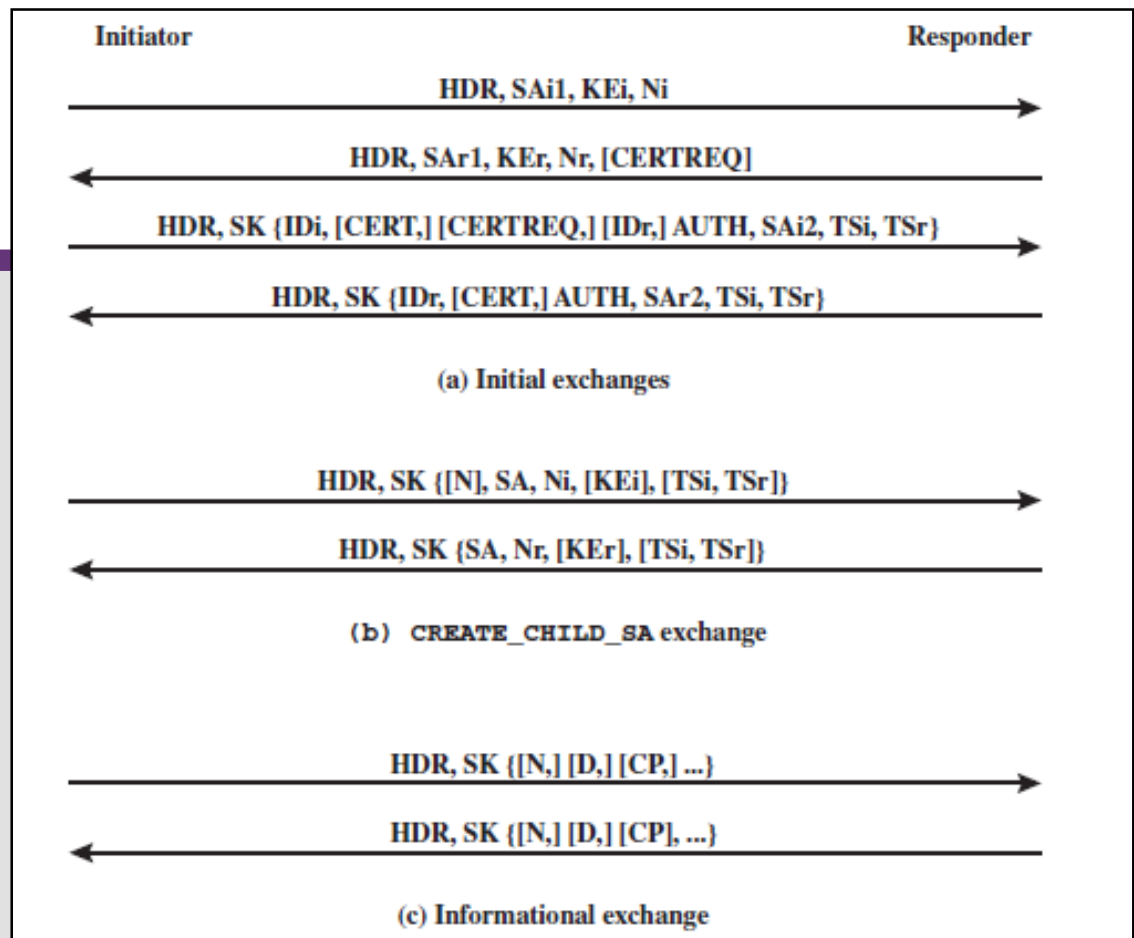 Initiator Responder
HDR, SAi1, KEi, Ni
HDR, SAr1, KEr, Nr, [CERTREQ]
HDR, SK {IDi, [CERT,] [CERTREQ,] [IDr,] AUTH, SAi2, TSi, TSr}
HDR, SK {IDr, [CERT,] AUTH, SAr2, TSi, TSr}
(a) Initial exchanges
HDR, SK {[N], SA, Ni, [KEi], [TSi, TSr]}
HDR, SK {SA, Nr, [KEr], [TSi, TSr]}
(b) CREATE_CHILD_SA exchange
HDR, SK {[N,] [D,] [CP,] ...}
HDR, SK {[N,] [D,] [CP], ...}
(c) Informational exchange